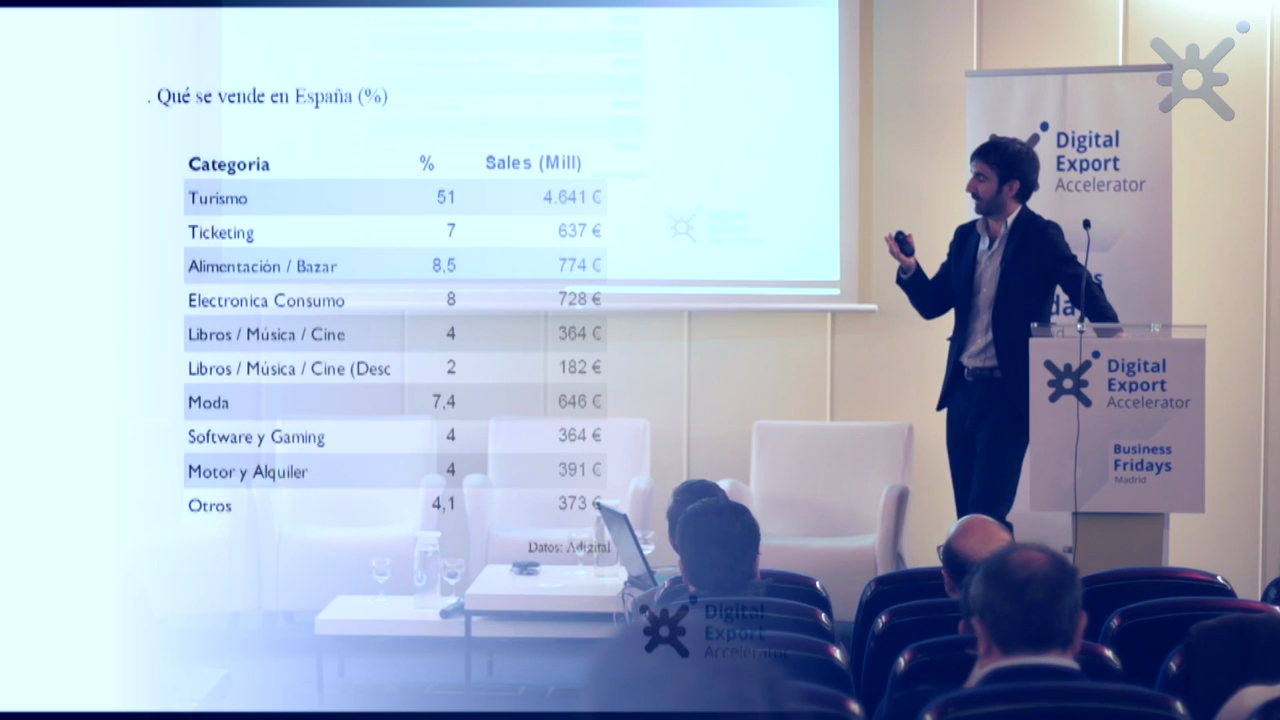 . Qué se vende en España (%)
Categoria % Sales (Mill)
Turismo 51 4.641 €
Ticketing 7 637 €
Alimentación / Bazar 8,5 774 €
Electronica Consumo 8 728 €
Libros / Música / Cine 4 364 €
Libros / Música / Cine (Desc 2 182 €
Moda 7,4 646 €
Software y Gaming 4 364 €
Motor y Alquiler 4 391 €
Otros 4,1 373 €
Datos: Adigital
Digital
Export
Accelerator
Digital
Export
Accelerator
Business
Fridays
Madrid
Digital
Export
Accelerator